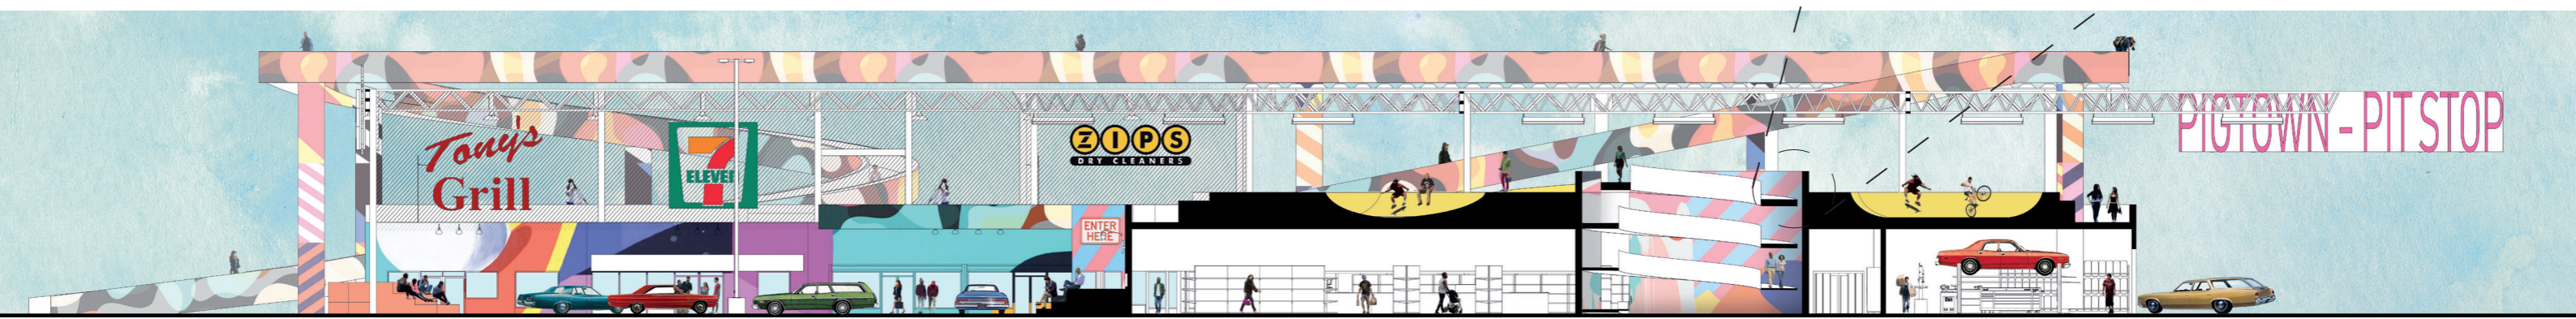 Tony's
Grill
7
ELEVEN
ZIPS
DRY CLEANERS
ENTER
HERE
PIGTOWN - PIT STOP